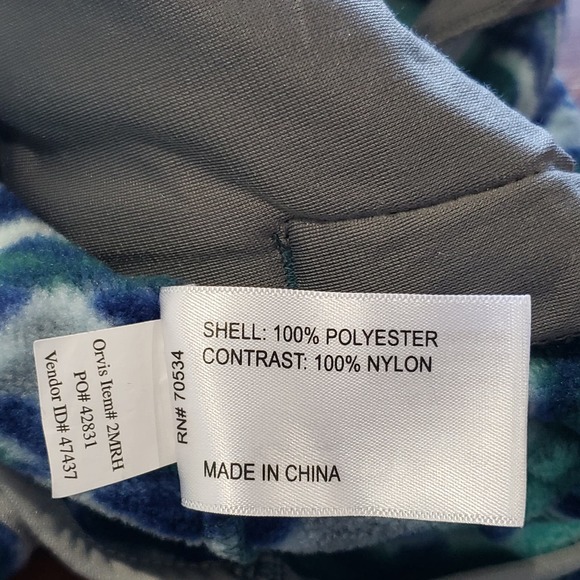 Orvis Item# 2MRH
PO# 42831
Vendor ID# 47437
RN# 70534
SHELL: 100% POLYESTER
CONTRAST: 100% NYLON
MADE IN CHINA